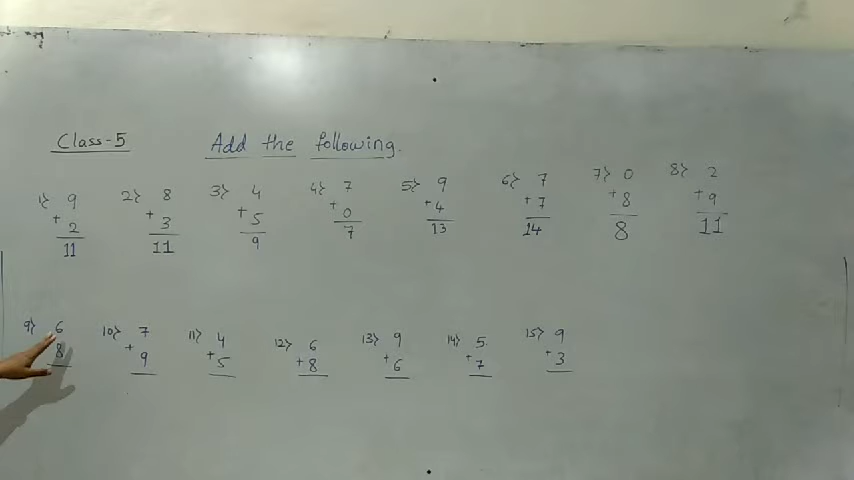 Class-5 Add the following.
1) 9 2) 8 3) 4 4) 7 5) 9 6) 7 7) 0 8) 2
+ 2 + 3 + 5 + 0 + 4 + 7 + 8 + 9
11 11 9 7 13 14 8 11
9) 6 10) 7 11) 4 12) 6 13) 9 14) 5 15) 9
8 + 9 + 5 + 8 + 6 + 7 + 3